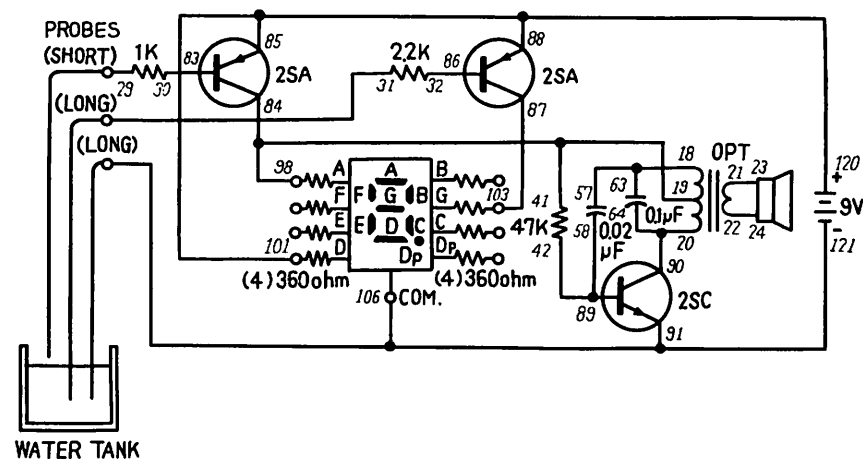 PROBES
(SHORT)
1K
83
85
29
30
2SA
84
(LONG)
2.2K
86
88
31
32
2SA
87
(LONG)
98
A
F
E
101
D
A
F
G
B
E
D
C
Dp
B
G
103
C
Dp
(4) 360ohm
(4) 360ohm
106
COM.
41
47K
42
57
58
0.02
µF
63
64
0.1µF
18
19
20
OPT
21
23
22
24
120
+
9V
-
121
90
89
2SC
91
WATER TANK